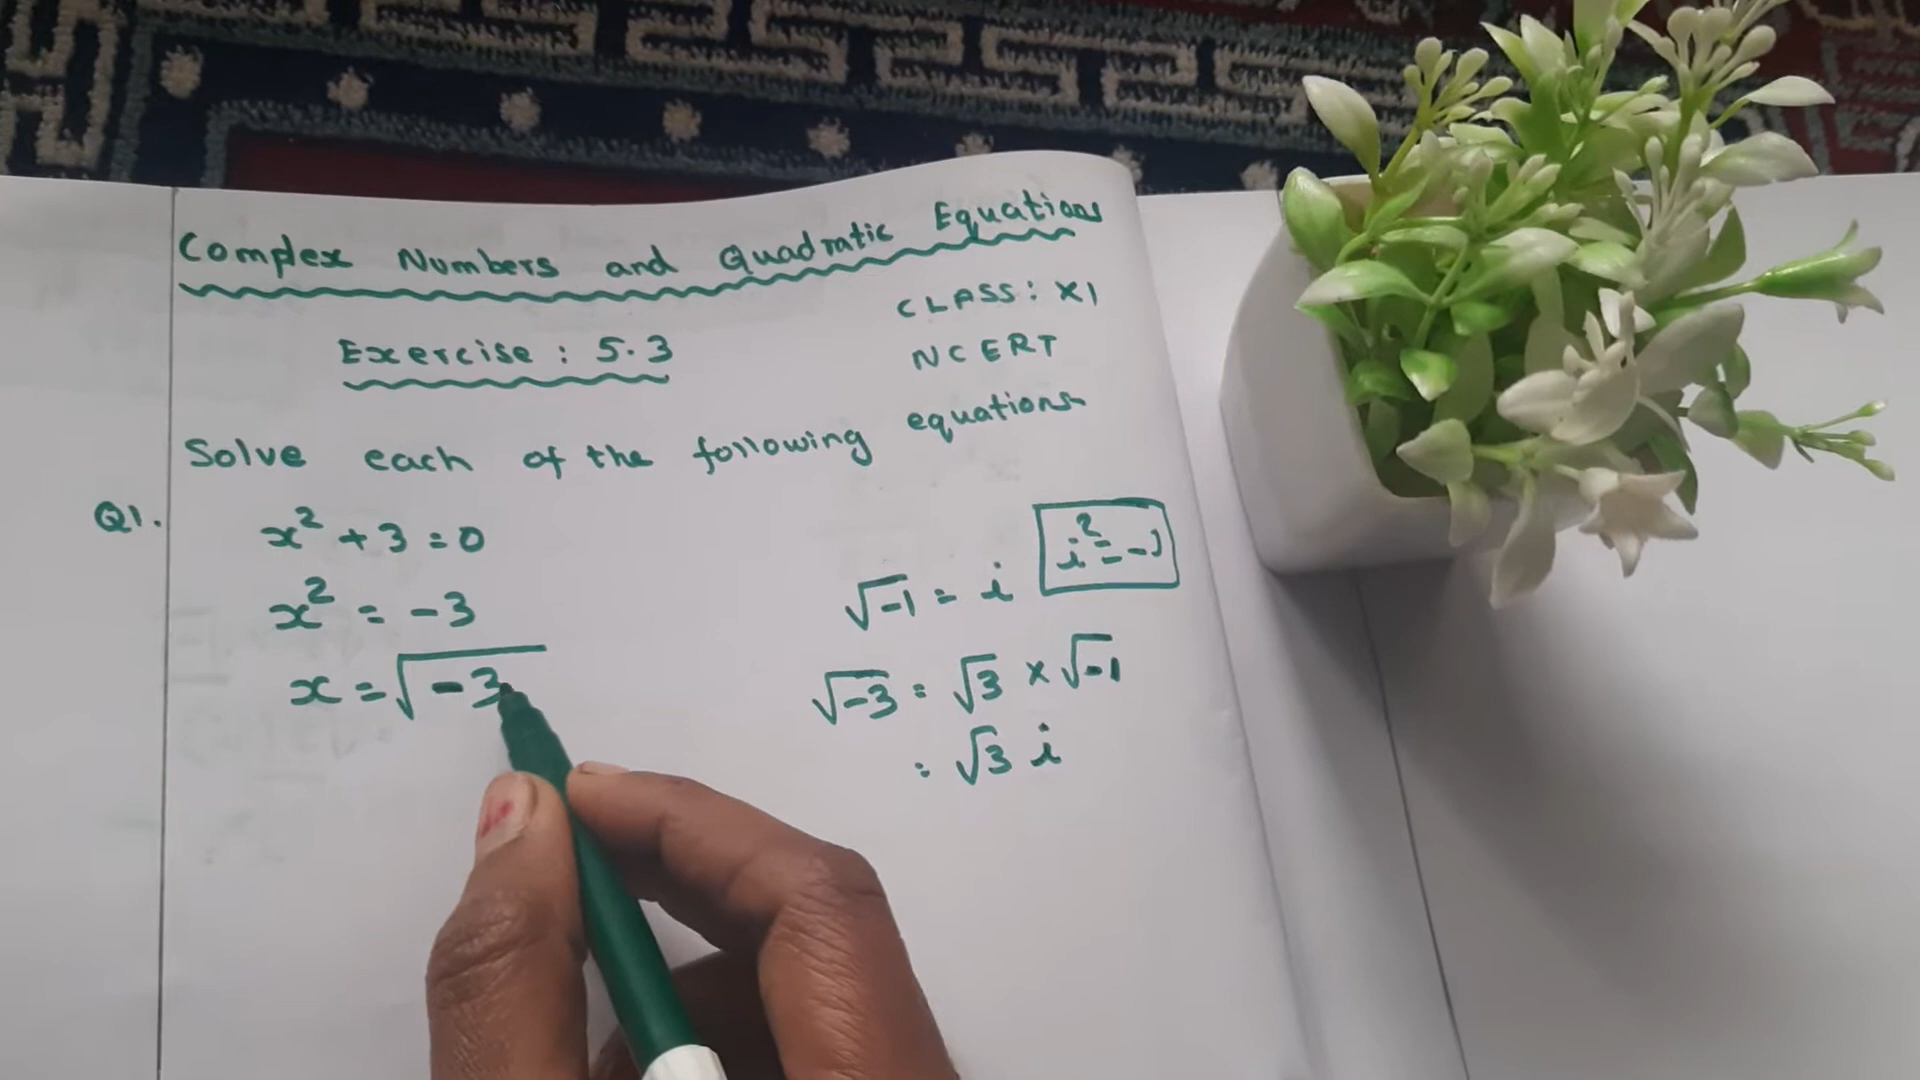 Complex Numbers and Quadratic Equations
CLASS: XI
Exercise : 5.3
NCERT
Solve each of the following equations
Q1. x² + 3 = 0
x² = -3
x = √-3
i² = -1
√-1 = i
√-3 = √3 × √-1
= √3 i